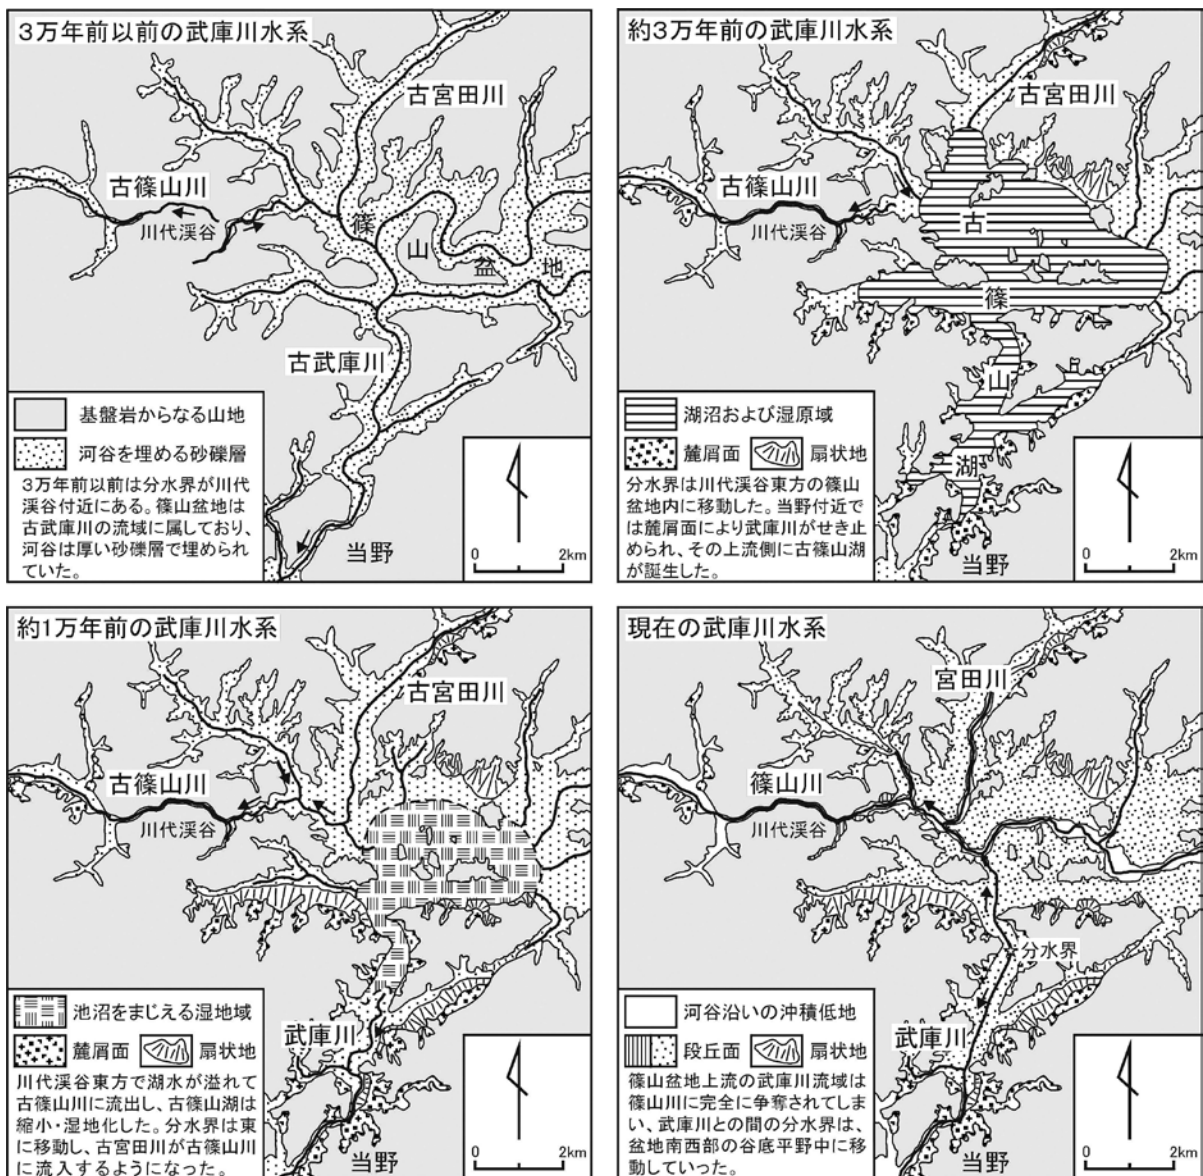 3万年前以前の武庫川水系
古宮田川
古篠山川
川代渓谷
篠
山
盆
地
古武庫川
基盤岩からなる山地
河谷を埋める砂礫層
3万年前以前は分水界が川代
渓谷付近にある。篠山盆地は
古武庫川の流域に属しており、
河谷は厚い砂礫層で埋められ
ていた。
当野
0 2km
約3万年前の武庫川水系
古宮田川
古篠山川
川代渓谷
古
篠
山
湖
湖沼および湿原域
麓屑面 扇状地
分水界は川代渓谷東方の篠山
盆地内に移動した。当野付近で
は麓屑面により武庫川がせき止
められ、その上流側に古篠山湖
が誕生した。
当野
0 2km
約1万年前の武庫川水系
古宮田川
古篠山川
川代渓谷
武庫川
池沼をまじえる湿地域
麓屑面 扇状地
川代渓谷東方で湖水が溢れて
古篠山川に流出し、古篠山湖は
縮小・湿地化した。分水界は東
に移動し、古宮田川が古篠山川
に流入するようになった。
当野
0 2km
現在の武庫川水系
宮田川
篠山川
川代渓谷
分水界
武庫川
河谷沿いの沖積低地
段丘面 扇状地
篠山盆地上流の武庫川流域は
篠山川に完全に争奪されてしま
い、武庫川との間の分水界は、
盆地南西部の谷底平野中に移
動していった。
当野
0 2km